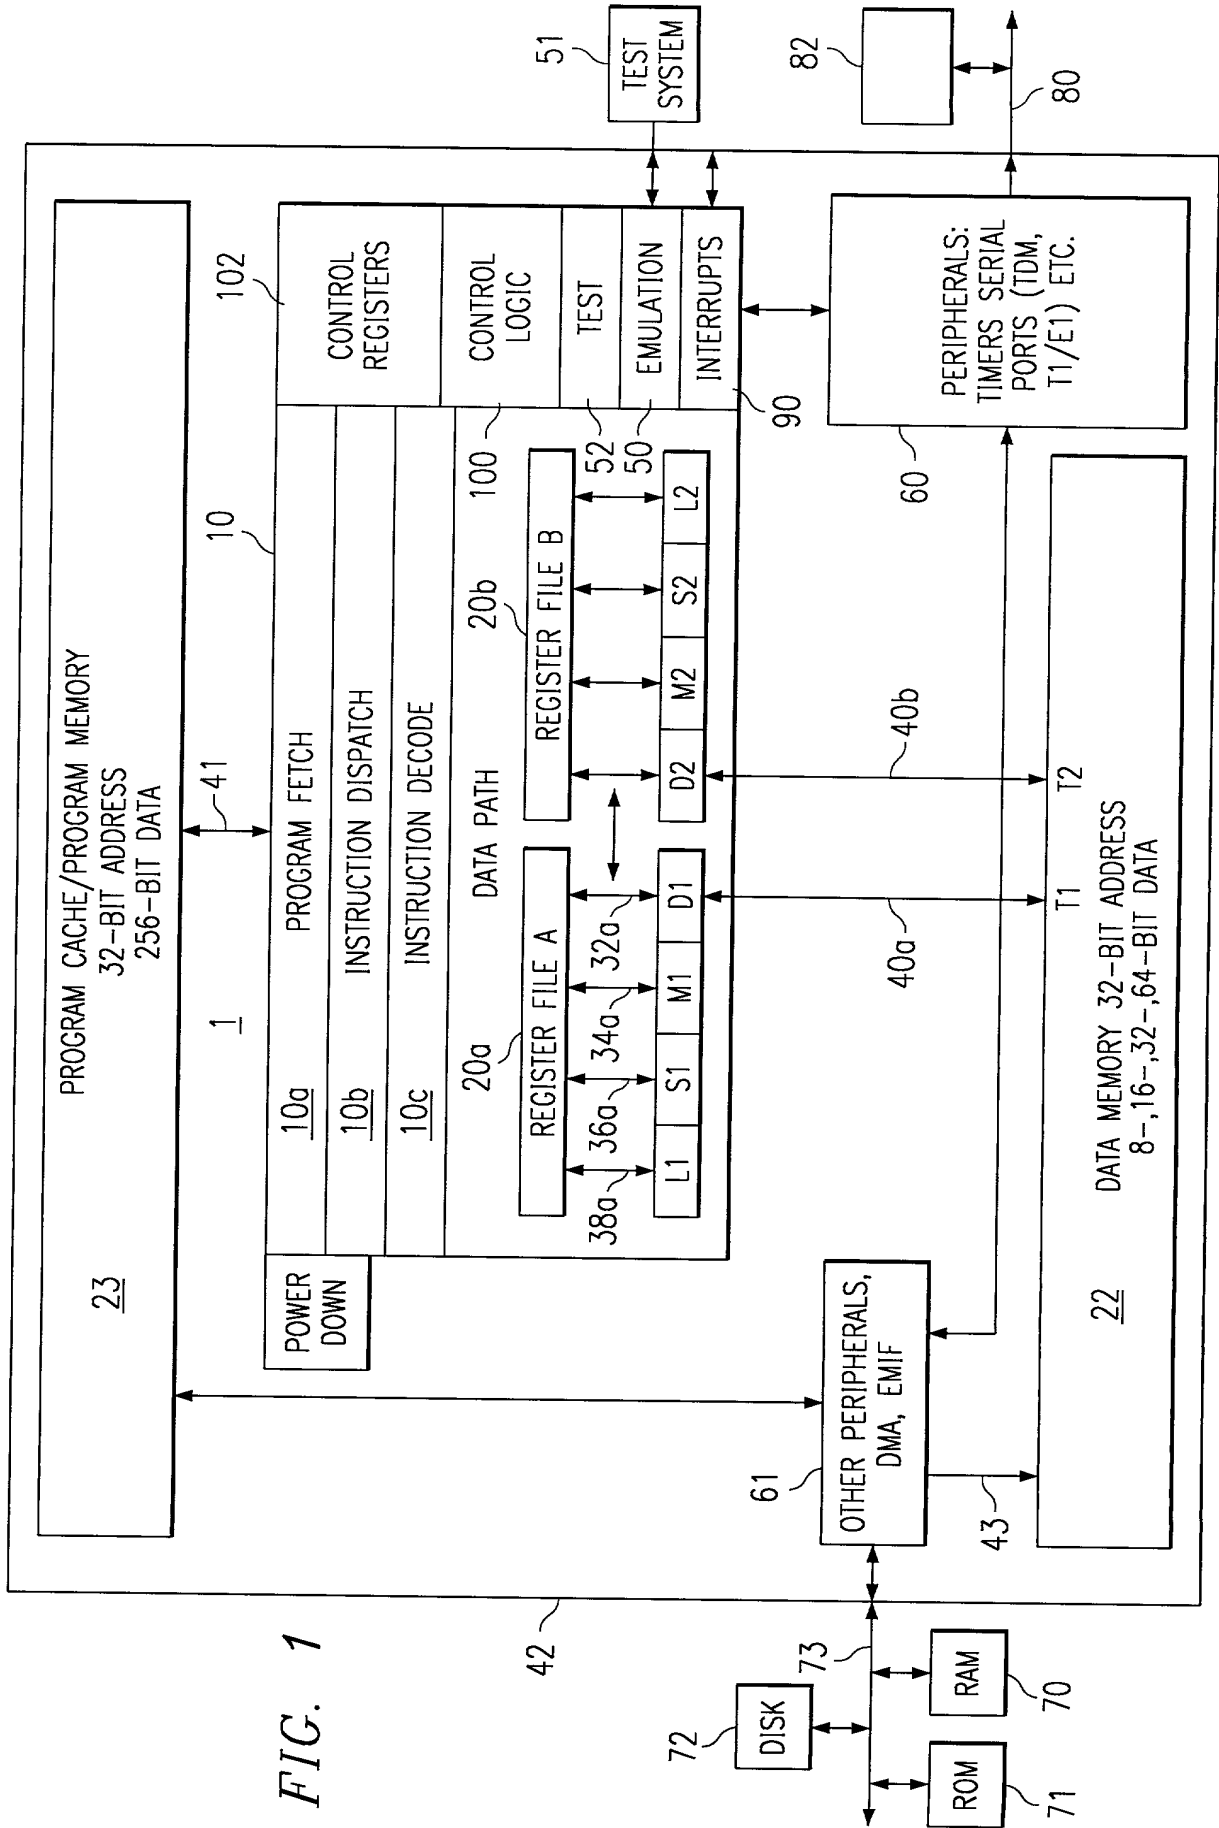 PROGRAM CACHE/PROGRAM MEMORY
32-BIT ADDRESS
256-BIT DATA
23
41
1
10
102
POWER
DOWN
10a
PROGRAM FETCH
10b
INSTRUCTION DISPATCH
10c
INSTRUCTION DECODE
DATA PATH
CONTROL
REGISTERS
CONTROL
LOGIC
TEST
EMULATION
INTERRUPTS
100
52
50
90
20a
REGISTER FILE A
20b
REGISTER FILE B
38a
36a
34a
32a
L1
S1
M1
D1
D2
M2
S2
L2
51
TEST
SYSTEM
82
80
61
OTHER PERIPHERALS,
DMA, EMIF
43
40a
40b
60
PERIPHERALS:
TIMERS SERIAL
PORTS (TDM,
T1/E1) ETC.
T1
T2
DATA MEMORY 32-BIT ADDRESS
8-,16-,32-,64-BIT DATA
22
42
73
72
DISK
ROM
71
RAM
70
FIG. 1